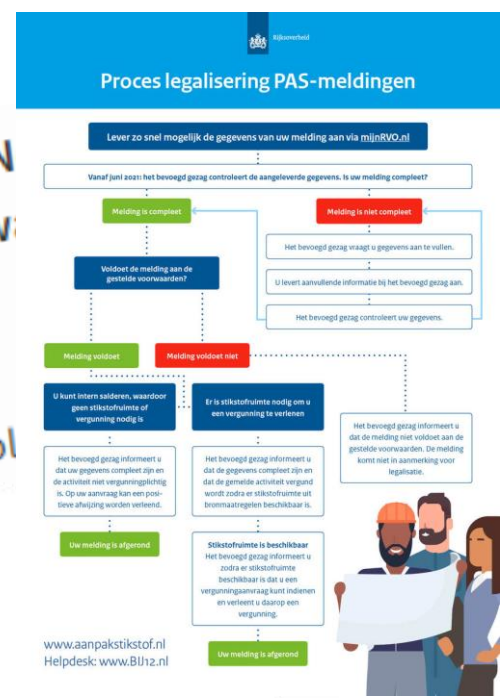 Rijksoverheid
Proces legalisering PAS-meldingen
Lever zo snel mogelijk de gegevens van uw melding aan via mijnRVO.nl
Vanaf juni 2021: het bevoegd gezag controleert de aangeleverde gegevens. Is uw melding compleet?
Melding is compleet
Melding is niet compleet
Het bevoegd gezag vraagt u gegevens aan te vullen.
U levert aanvullende informatie bij het bevoegd gezag aan.
Het bevoegd gezag controleert uw gegevens.
Voldoet de melding aan de
gestelde voorwaarden?
Melding voldoet
Melding voldoet niet
U kunt intern salderen, waardoor
geen stikstofruimte of
vergunning nodig is
Er is stikstofruimte nodig om u
een vergunning te verlenen
Het bevoegd gezag informeert u
dat de melding niet voldoet aan de
gestelde voorwaarden. De melding
komt niet in aanmerking voor
legalisatie.
Het bevoegd gezag informeert u
dat uw gegevens compleet zijn en
de activiteit niet vergunningplichtig
is. Op uw aanvraag kan een posi-
tieve afwijzing worden verleend.
Het bevoegd gezag informeert u
dat de gegevens compleet zijn en
dat de gemelde activiteit vergund
wordt zodra er stikstofruimte uit
bronmaatregelen beschikbaar is.
Uw melding is afgerond
Stikstofruimte is beschikbaar
Het bevoegd gezag informeert u
zodra er stikstofruimte
beschikbaar is dat u een
vergunningaanvraag kunt indienen
en verleent u daarop een
vergunning.
Uw melding is afgerond
www.aanpakstikstof.nl
Helpdesk: www.BIJ12.nl